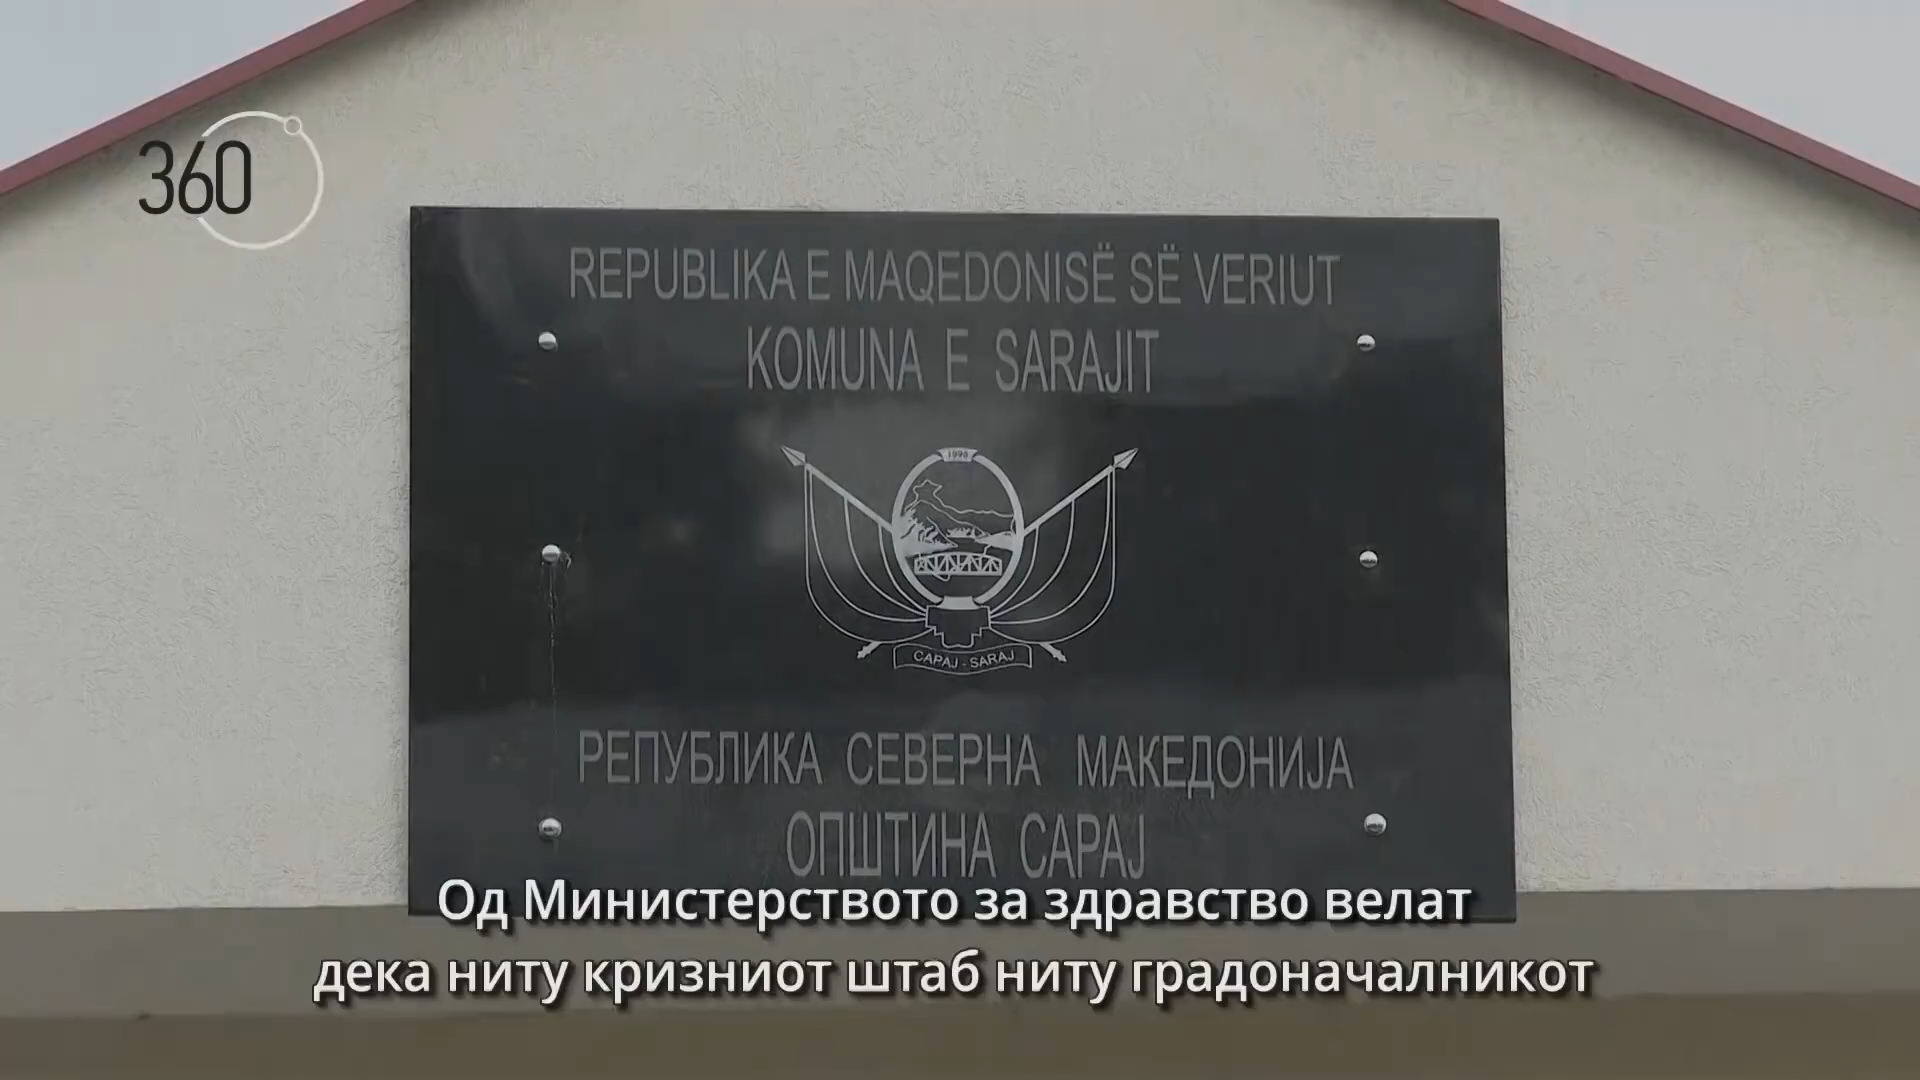 360
REPUBLIKA E MAQEDONISË SË VERIUT
KOMUNA E SARAJIT
1996
САРАЈ - SARAJ
РЕПУБЛИКА СЕВЕРНА МАКЕДОНИЈА
ОПШТИНА САРАЈ
Од Министерството за здравство велат
дека ниту кризниот штаб ниту градоначалникот